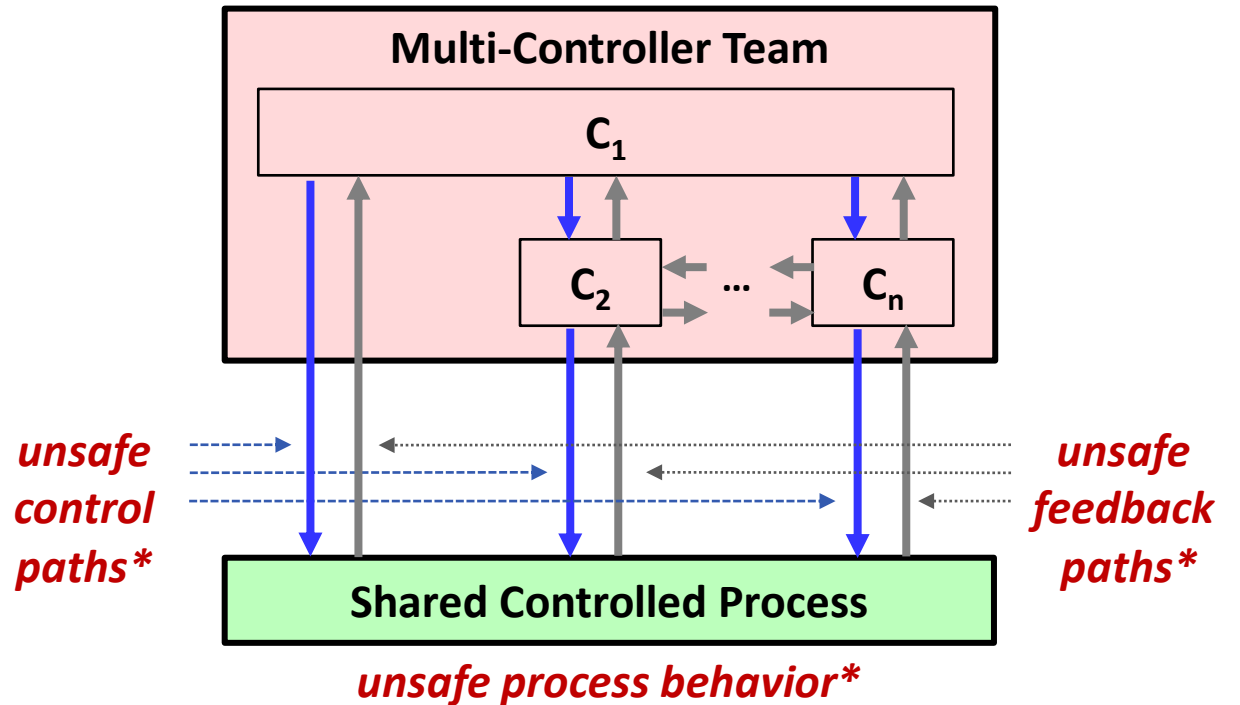 Multi-Controller Team
C₁
C₂
...
Cₙ
unsafe
control
paths*
unsafe
feedback
paths*
Shared Controlled Process
unsafe process behavior*